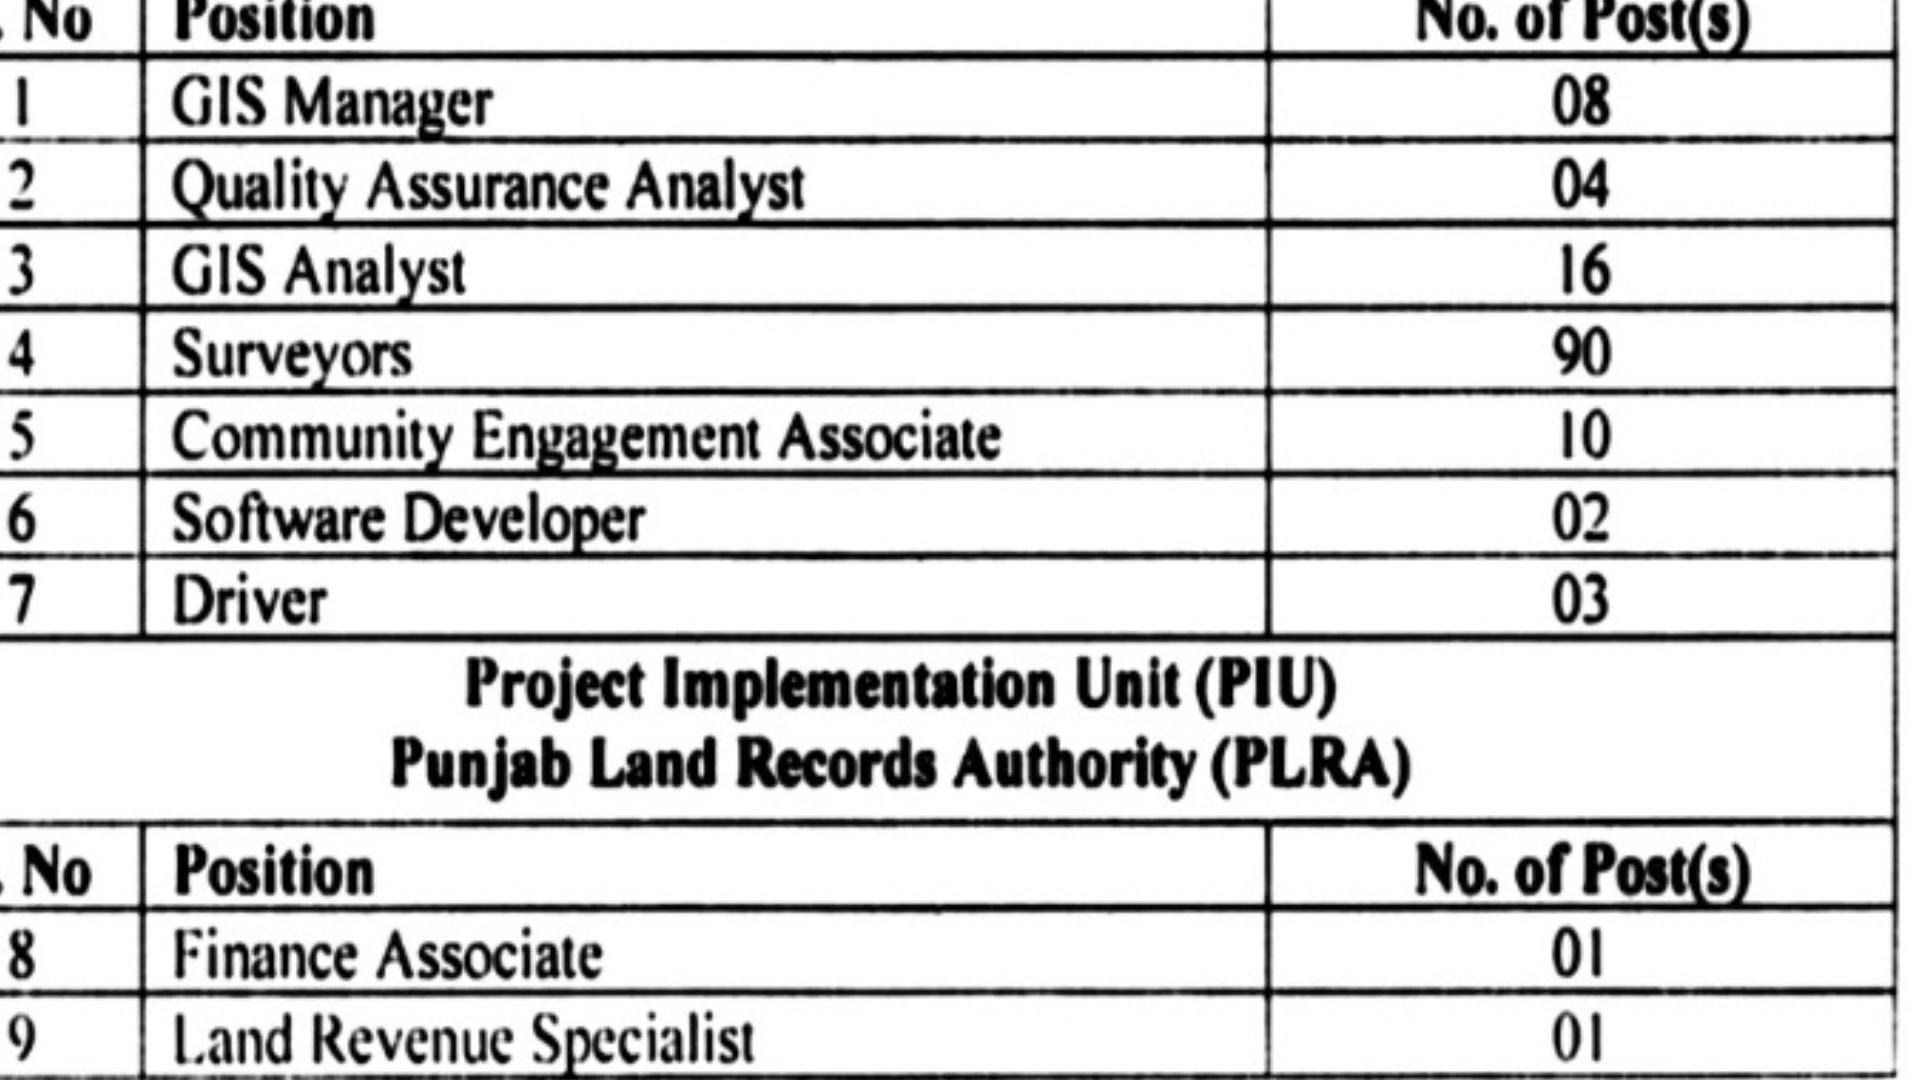 . No Position No. of Post(s)
1 GIS Manager 08
2 Quality Assurance Analyst 04
3 GIS Analyst 16
4 Surveyors 90
5 Community Engagement Associate 10
6 Software Developer 02
7 Driver 03
Project Implementation Unit (PIU)
Punjab Land Records Authority (PLRA)
. No Position No. of Post(s)
8 Finance Associate 01
9 Land Revenue Specialist 01